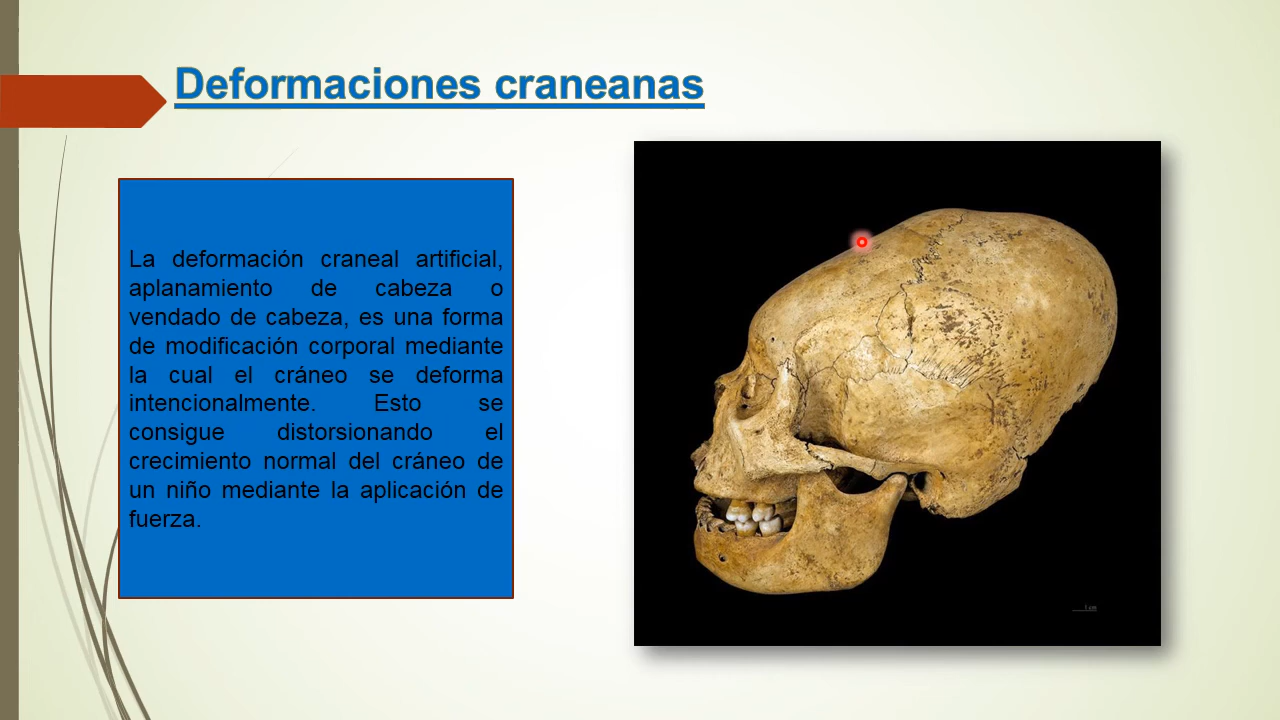 Deformaciones craneanas
La deformación craneal artificial,
aplanamiento de cabeza o
vendado de cabeza, es una forma
de modificación corporal mediante
la cual el cráneo se deforma
intencionalmente. Esto se
consigue distorsionando el
crecimiento normal del cráneo de
un niño mediante la aplicación de
fuerza.
1 cm